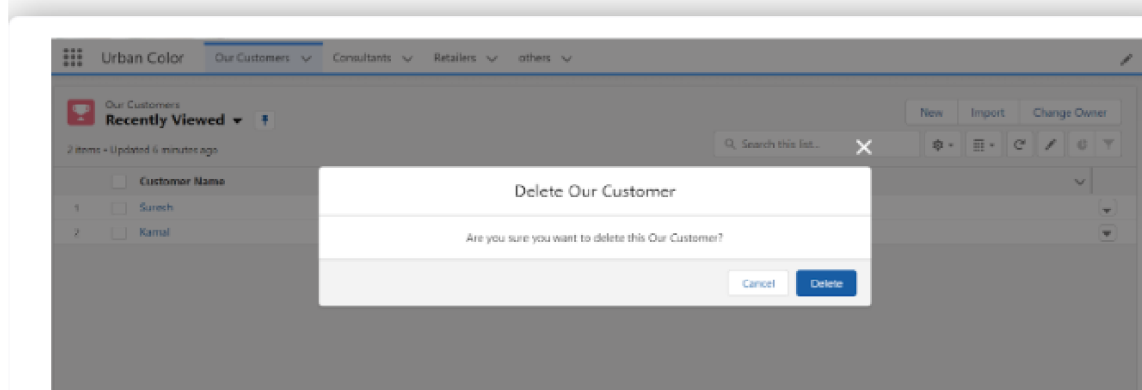 Urban Color Our Customers Consultants Retailers others
Our Customers
Recently Viewed
New Import Change Owner
2 items • Updated 6 minutes ago
Search this list...
Customer Name
1 Suresh
2 Kamal
Delete Our Customer
Are you sure you want to delete this Our Customer?
Cancel Delete